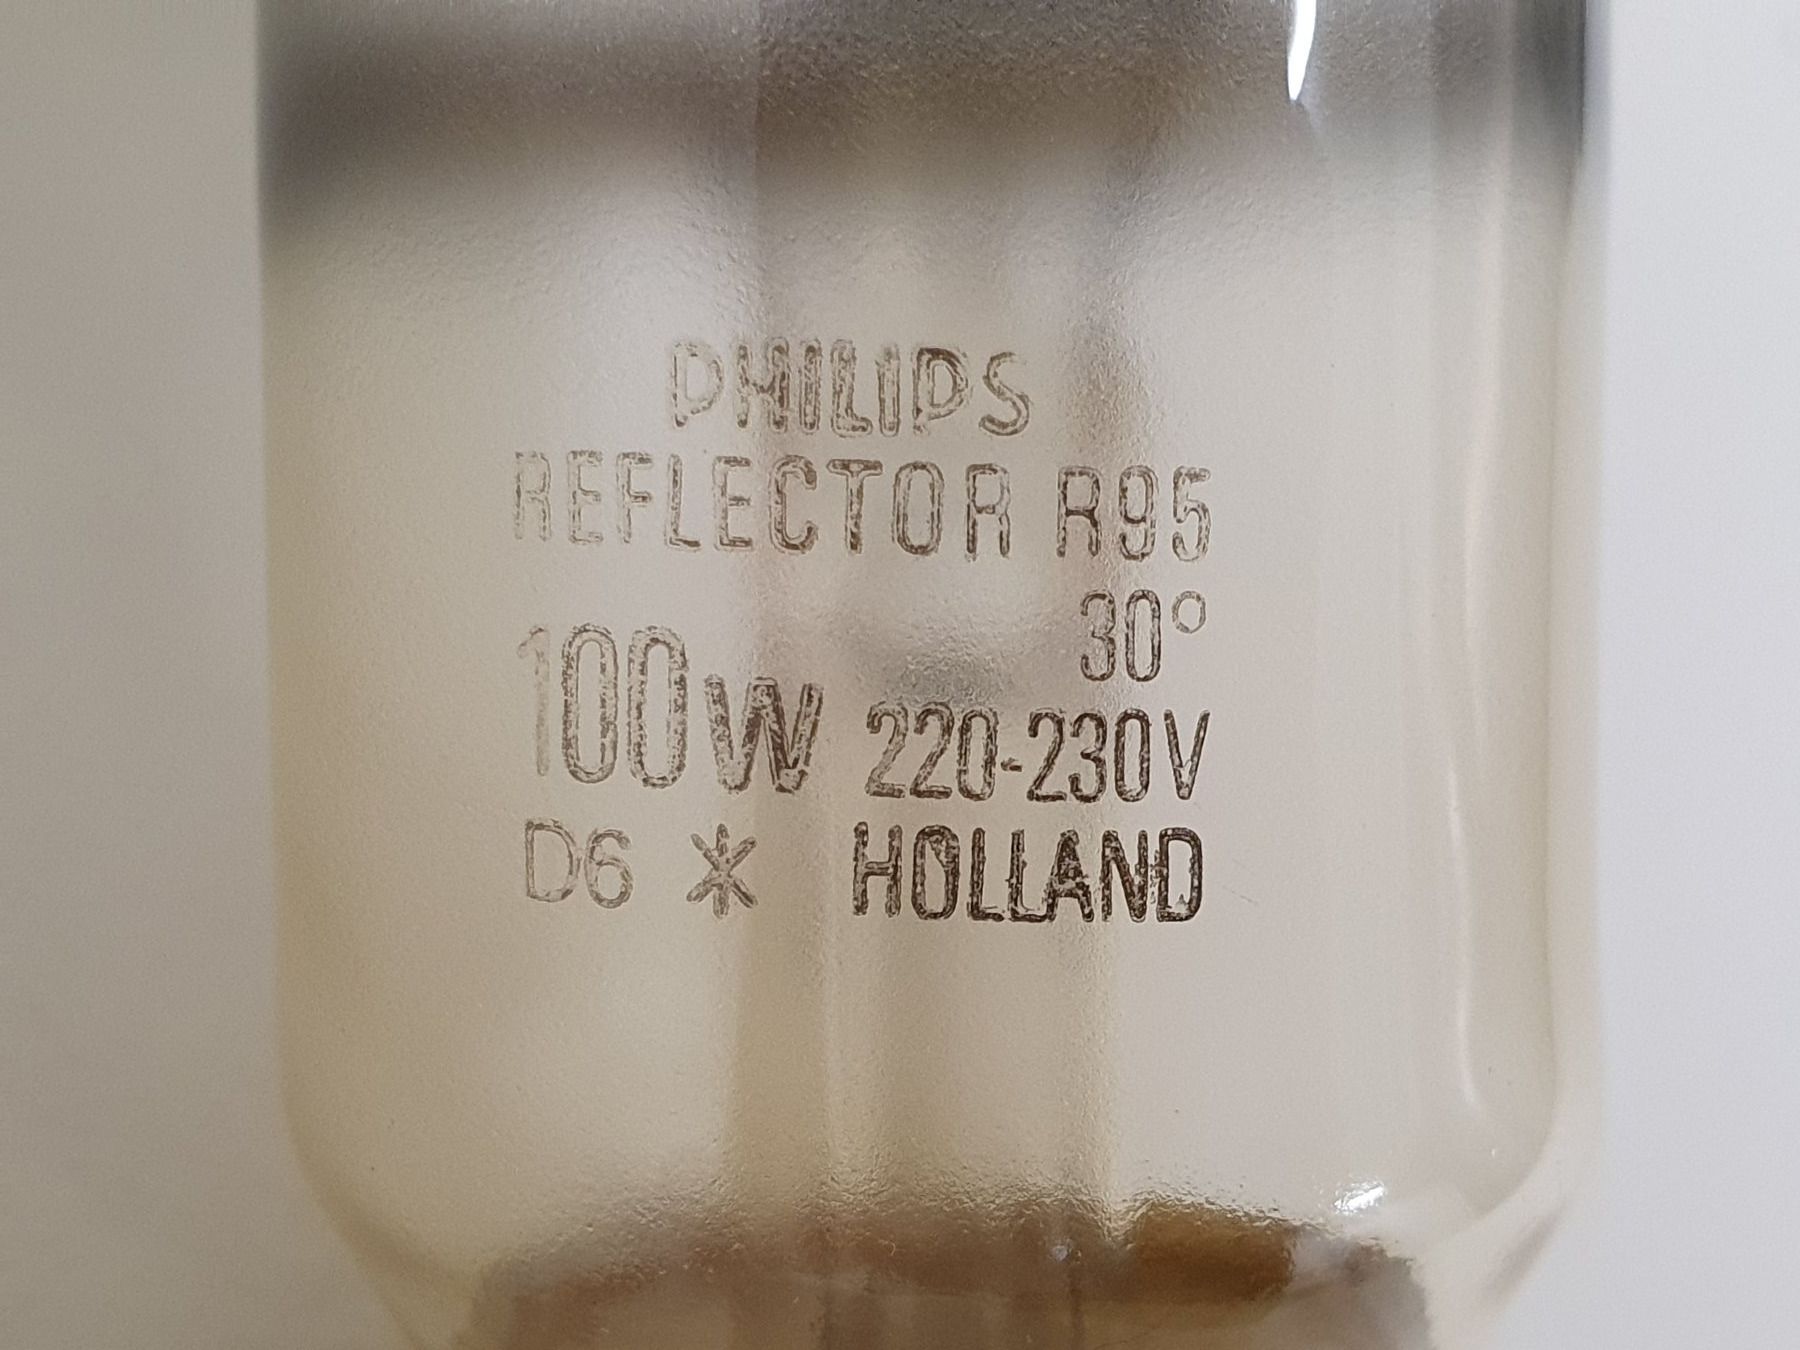 PHILIPS
REFLECTOR R95
30°
100W 220-230V
D6 * HOLLAND